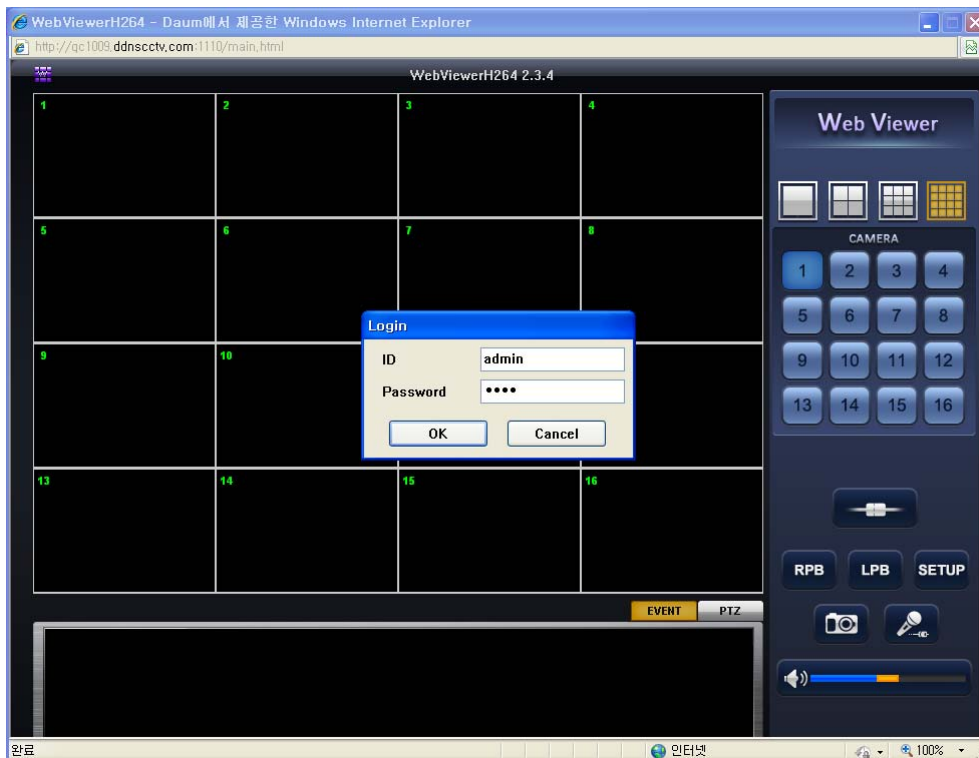 WebViewerH264 - Daum에서 제공한 Windows Internet Explorer
http://qc1009.ddnscctv.com:1110/main.html
WebViewerH264 2.3.4
1 2 3 4
5 6 7 8
9 10
13 14 15 16
Login
ID admin
Password ••••
OK Cancel
EVENT PTZ
Web Viewer
CAMERA
1 2 3 4
5 6 7 8
9 10 11 12
13 14 15 16
RPB LPB SETUP
완료 인터넷 100%